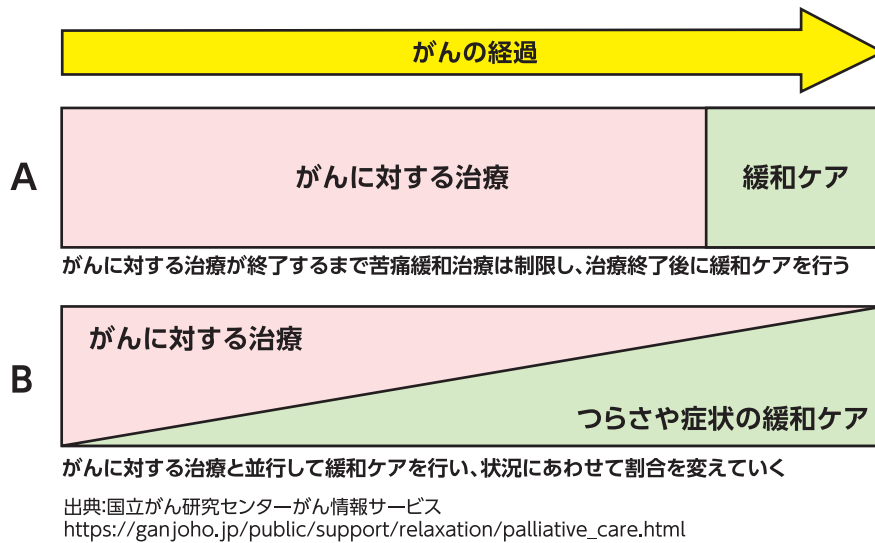 がんの経過
A
がんに対する治療
緩和ケア
がんに対する治療が終了するまで苦痛緩和治療は制限し、治療終了後に緩和ケアを行う
B
がんに対する治療
つらさや症状の緩和ケア
がんに対する治療と並行して緩和ケアを行い、状況にあわせて割合を変えていく
出典:国立がん研究センターがん情報サービス
https://ganjoho.jp/public/support/relaxation/palliative_care.html